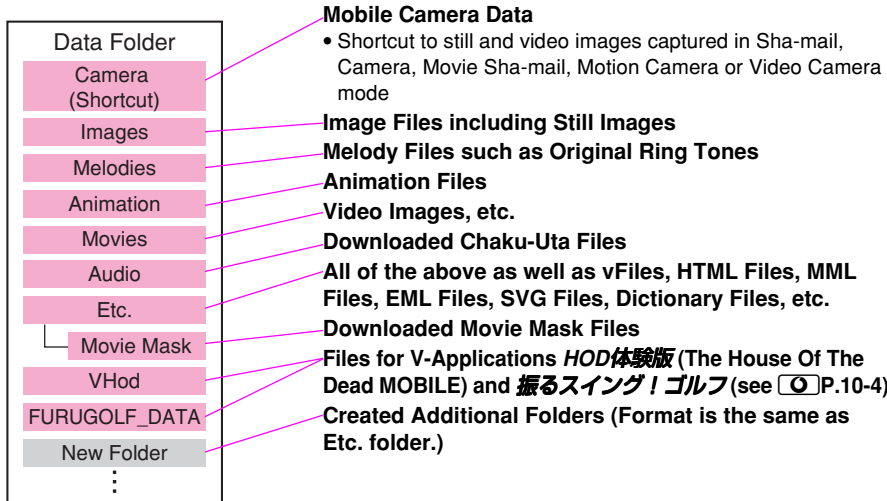 Data Folder
Camera
(Shortcut)
Images
Melodies
Animation
Movies
Audio
Etc.
Movie Mask
VHod
FURUGOLF_DATA
New Folder
Mobile Camera Data
• Shortcut to still and video images captured in Sha-mail,
Camera, Movie Sha-mail, Motion Camera or Video Camera
mode
Image Files including Still Images
Melody Files such as Original Ring Tones
Animation Files
Video Images, etc.
Downloaded Chaku-Uta Files
All of the above as well as vFiles, HTML Files, MML
Files, EML Files, SVG Files, Dictionary Files, etc.
Downloaded Movie Mask Files
Files for V-Applications HOD体験版 (The House Of The
Dead MOBILE) and 振るスイング！ゴルフ (see P.10-4)
Created Additional Folders (Format is the same as
Etc. folder.)